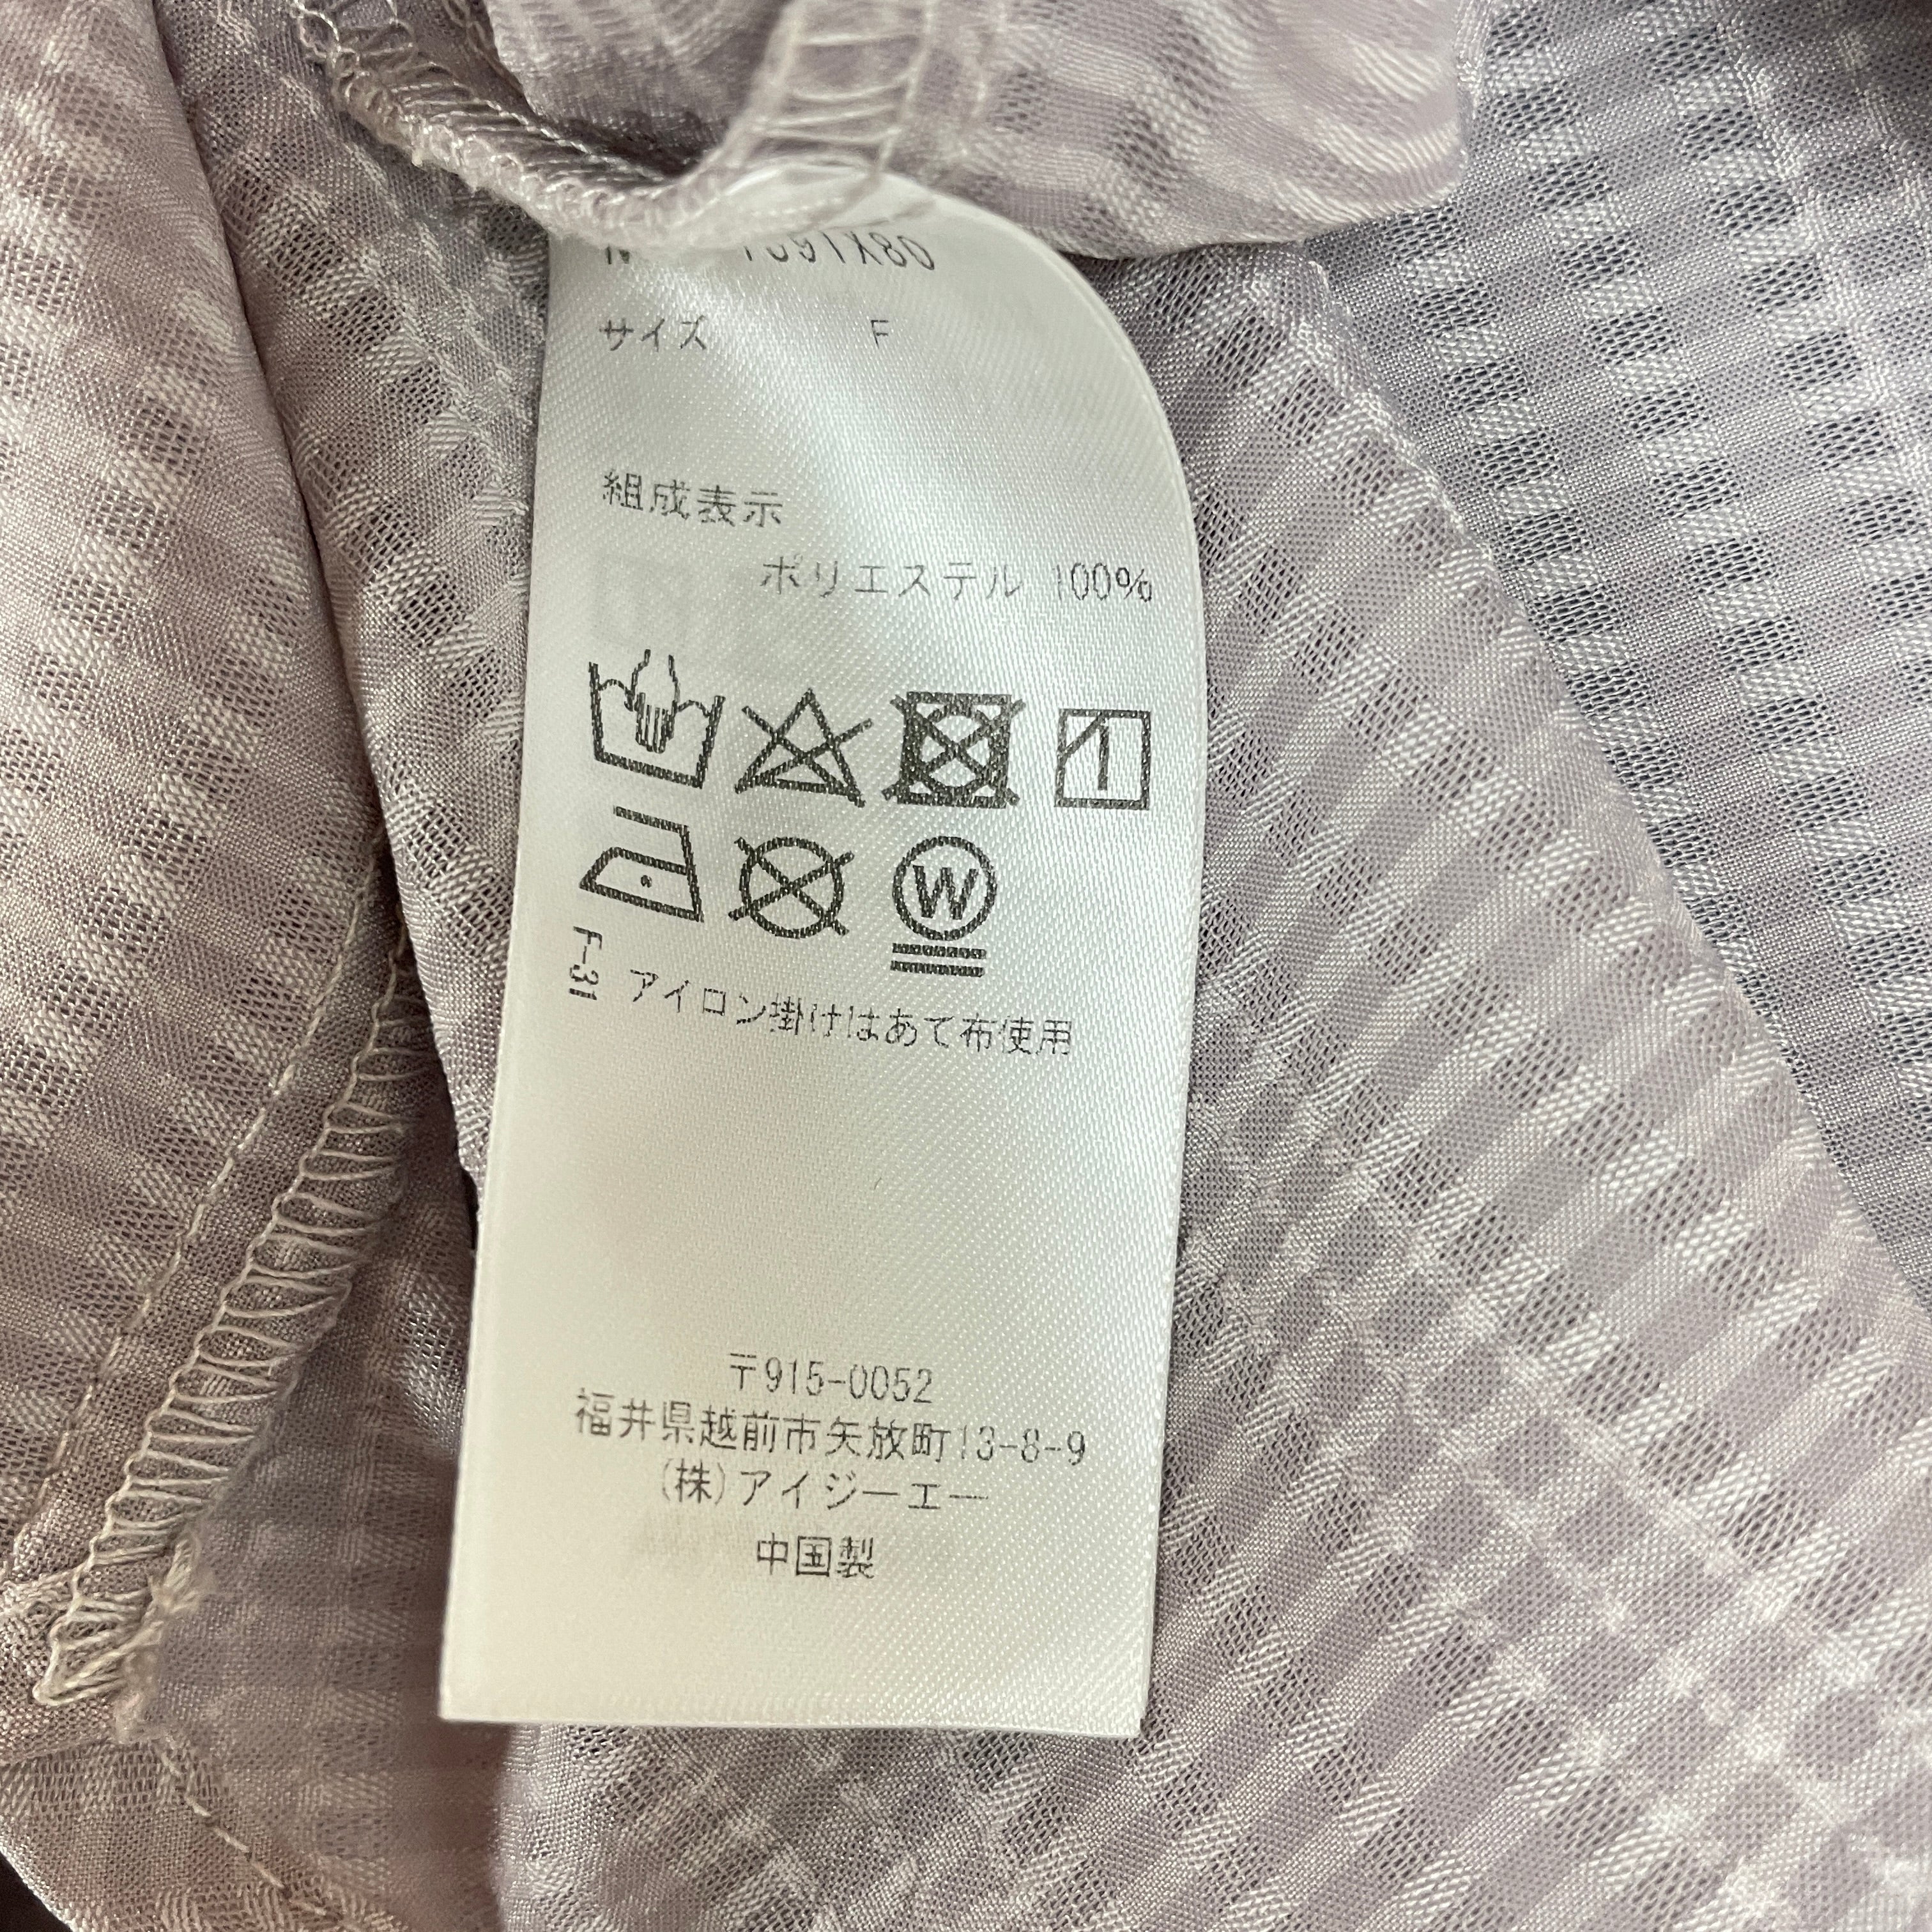 サイズ F
組成表示
ポリエステル 100%
W
F-31 アイロン掛けはあて布使用
〒915-0052
福井県越前市矢放町13-8-9
(株)アイジーエー
中国製